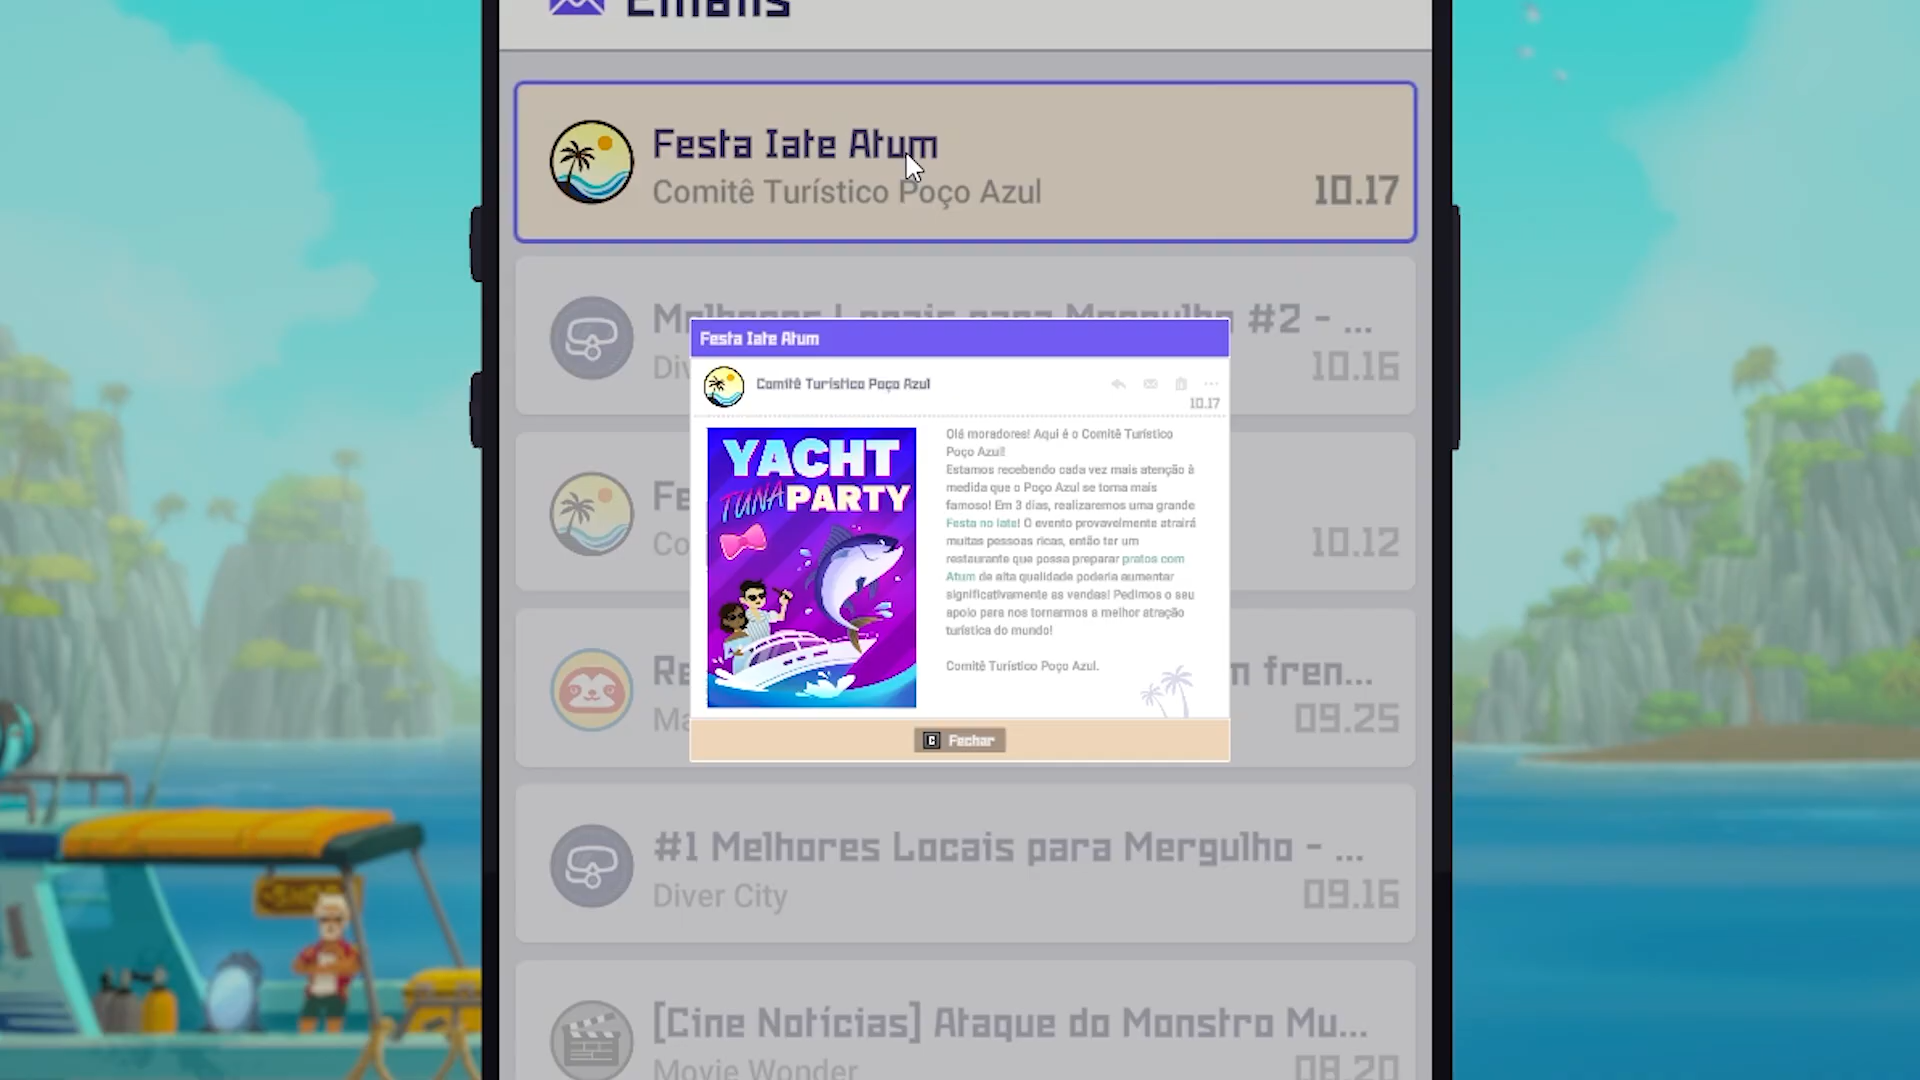 Emails
Festa Iate Atum
Comitê Turístico Poço Azul
10.17
Melhores Locais para Mergulho #2 - ...
10.16
10.12
09.25
#1 Melhores Locais para Mergulho - ...
Diver City
09.16
[Cine Notícias] Ataque do Monstro Mu...
Movie Wonder
08.20
Festa Iate Atum
Comitê Turístico Poço Azul
10.17
YACHT
TUNA PARTY
Olá moradores! Aqui é o Comitê Turístico
Poço Azul!
Estamos recebendo cada vez mais atenção à
medida que o Poço Azul se torna mais
famoso! Em 3 dias, realizaremos uma grande
Festa no Iate! O evento provavelmente atrairá
muitas pessoas ricas, então ter um
restaurante que possa preparar pratos com
Atum de alta qualidade poderia aumentar
significativamente as vendas! Pedimos o seu
apoio para nos tornarmos a melhor atração
turística do mundo!
Comitê Turístico Poço Azul.
C Fechar